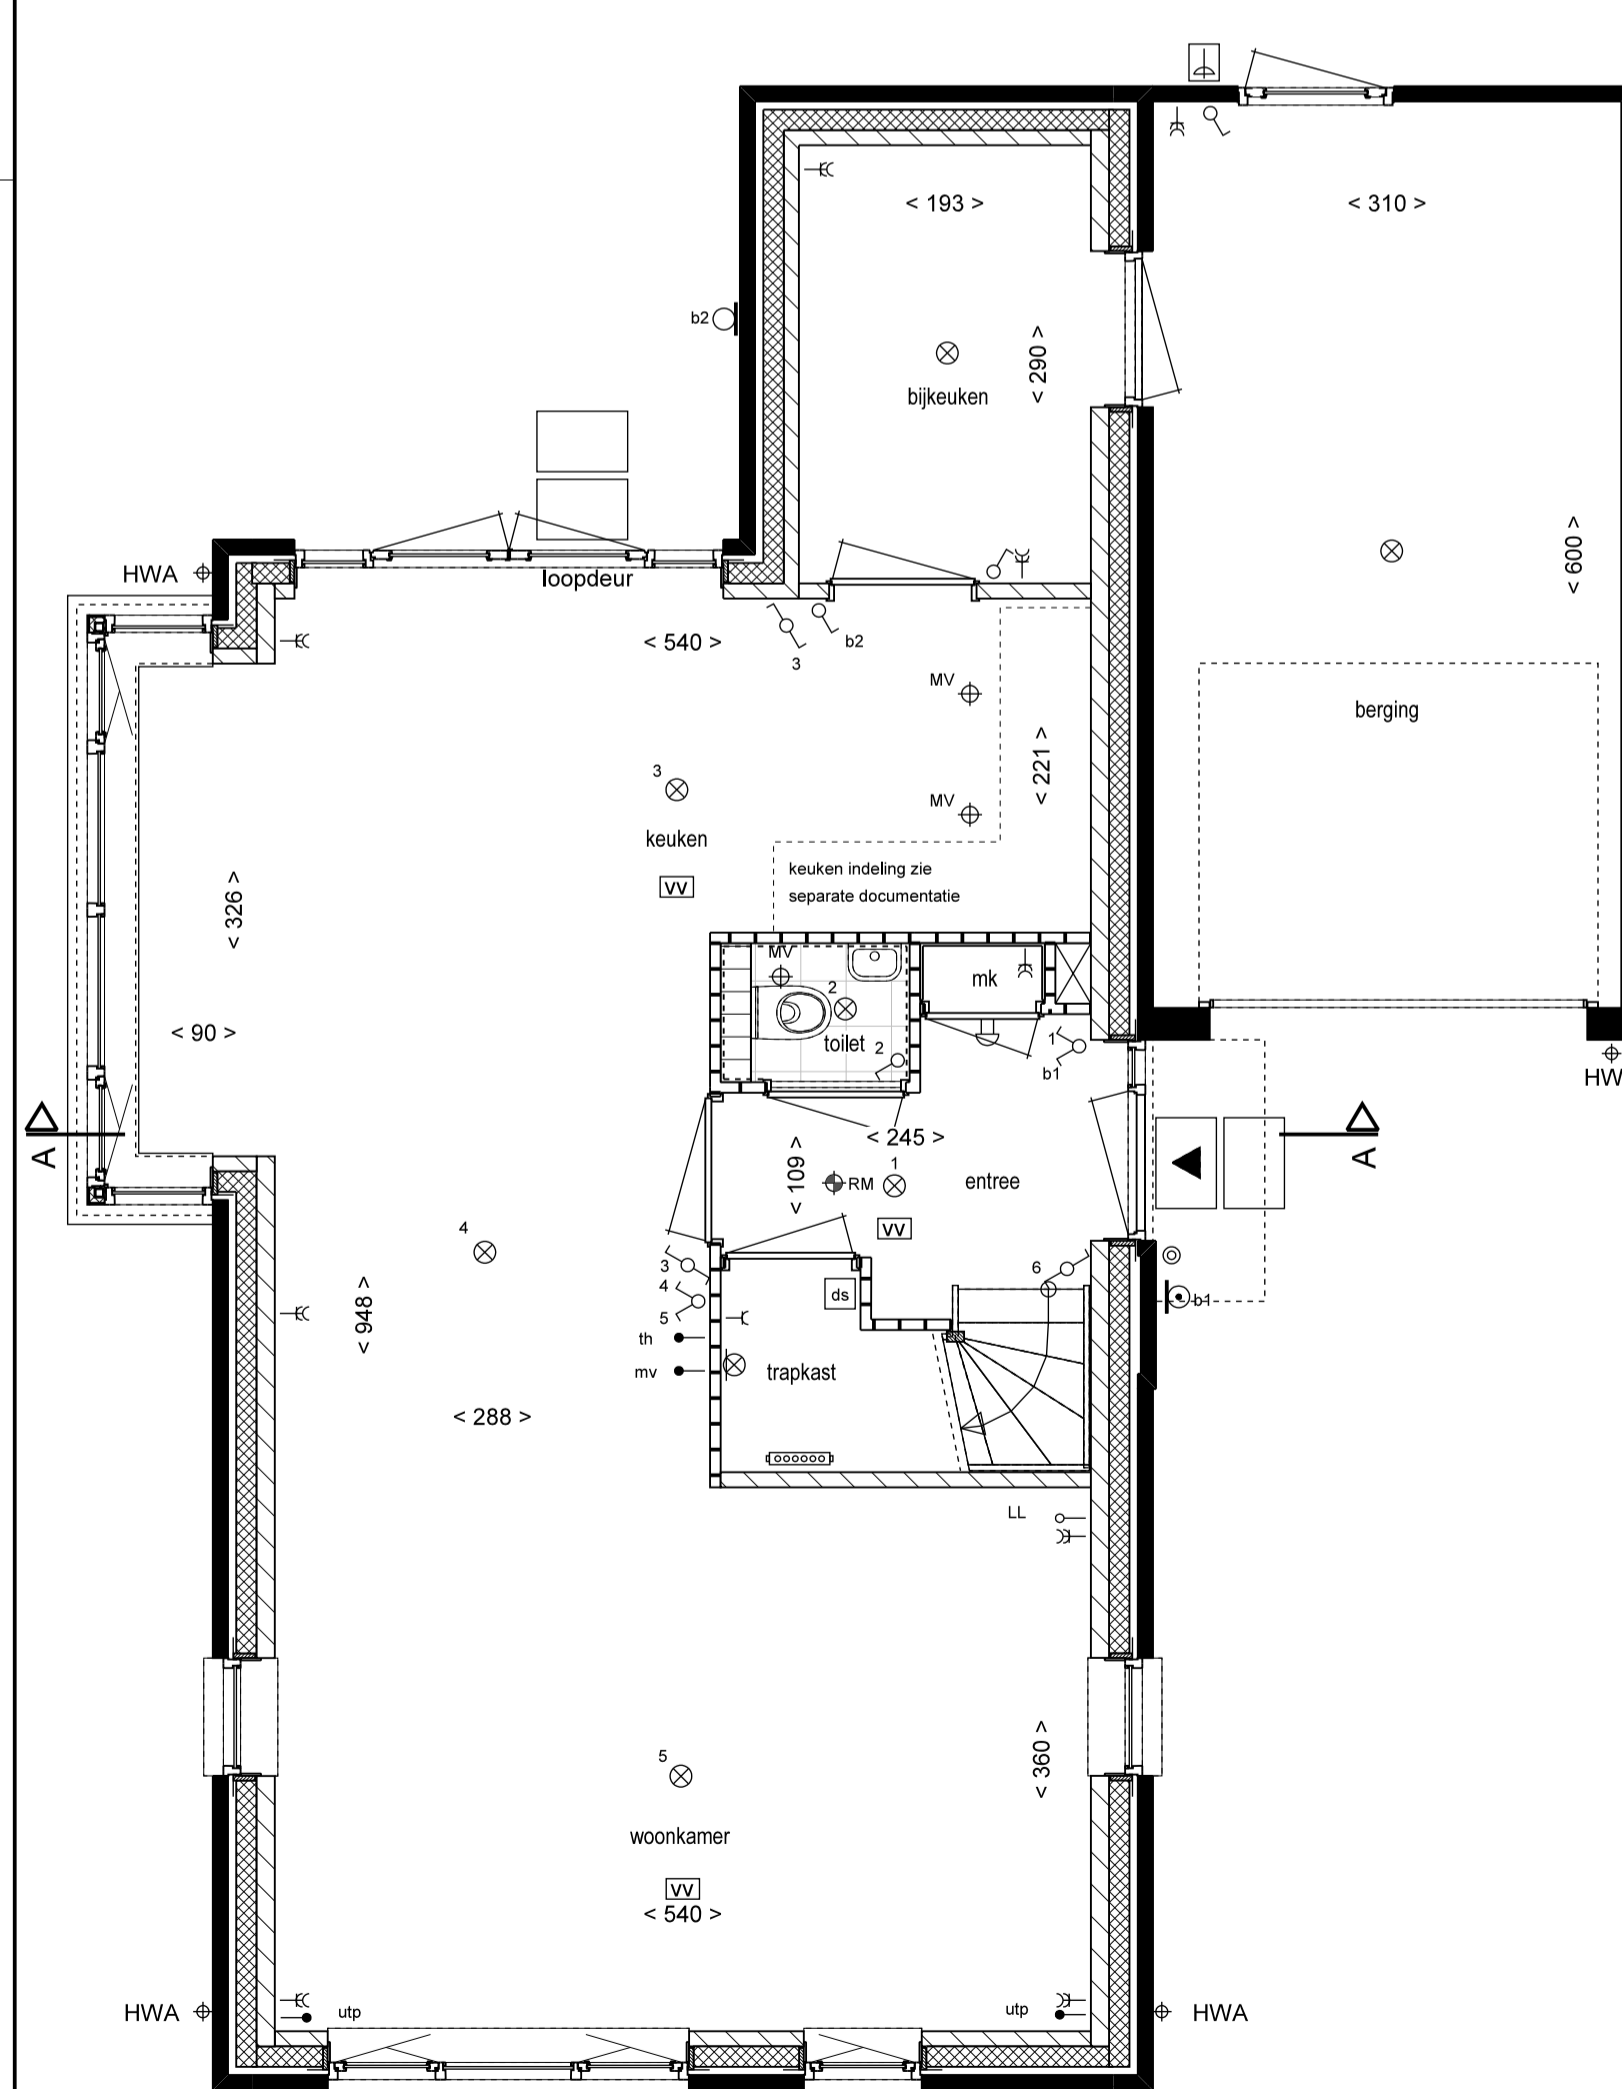 < 193 >
< 310 >
b2
< 290 >
bijkeuken
< 600 >
HWA
loopdeur
< 540 >
b2
3
MV
berging
< 221 >
3
MV
keuken
keuken indeling zie
separate documentatie
VV
< 326 >
MV
mk
2
< 90 >
toilet
2
1
b1
HW
A
< 245 >
A
< 109 >
1
RM
entree
VV
4
3
6
4
ds
b1
5
< 948 >
th
mv
trapkast
< 288 >
LL
< 360 >
5
woonkamer
VV
< 540 >
HWA
utp
utp
HWA